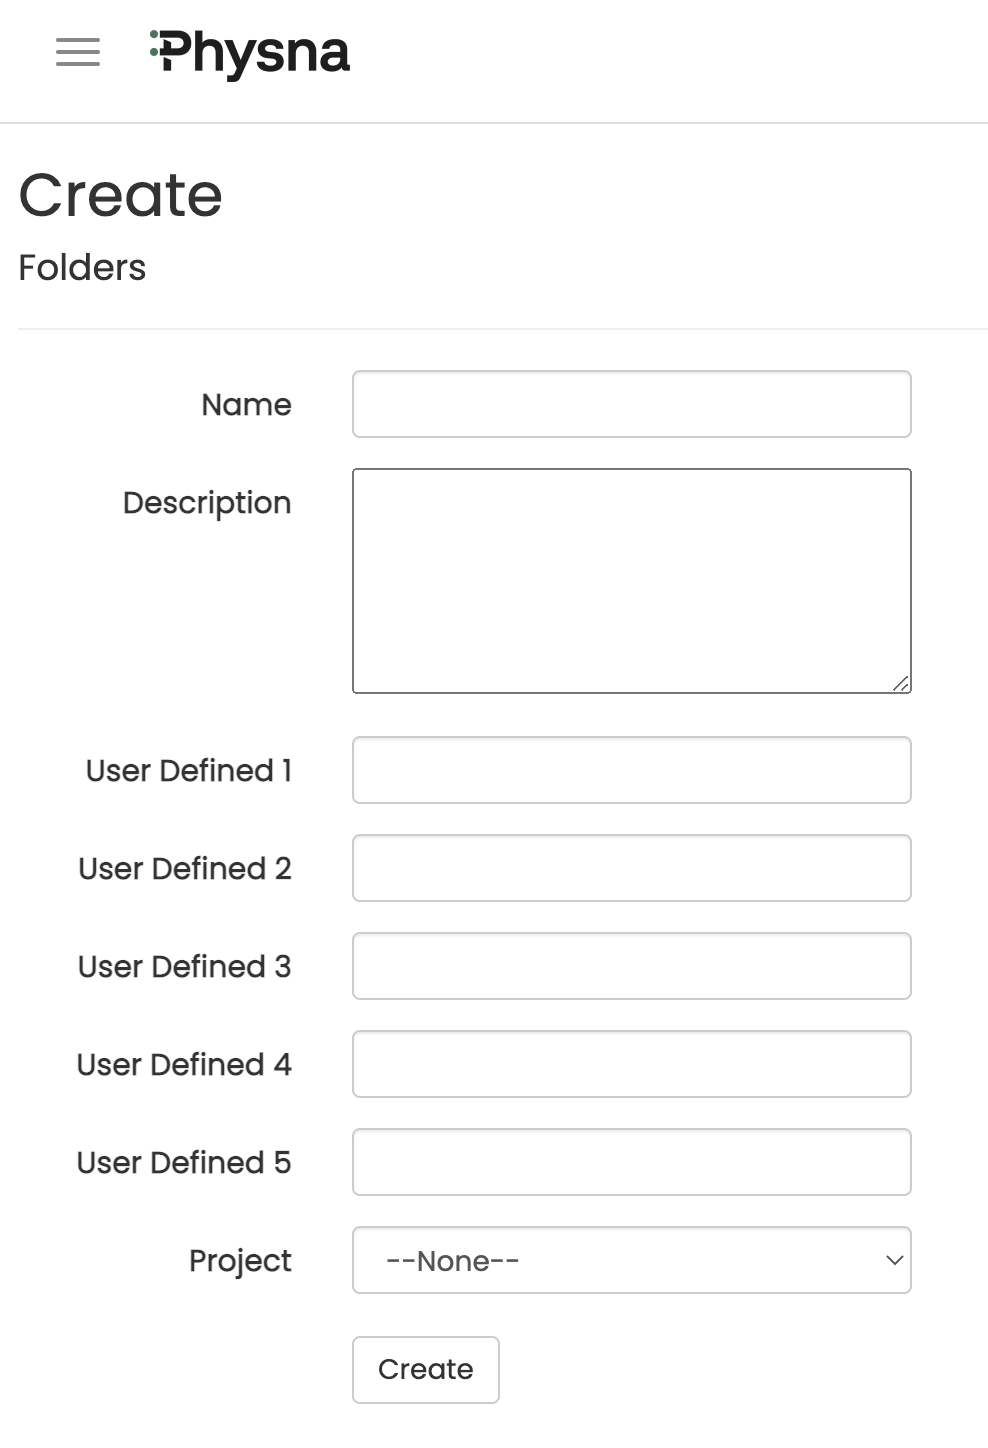 Physna
Create
Folders
Name
Description
User Defined 1
User Defined 2
User Defined 3
User Defined 4
User Defined 5
Project
--None--
Create